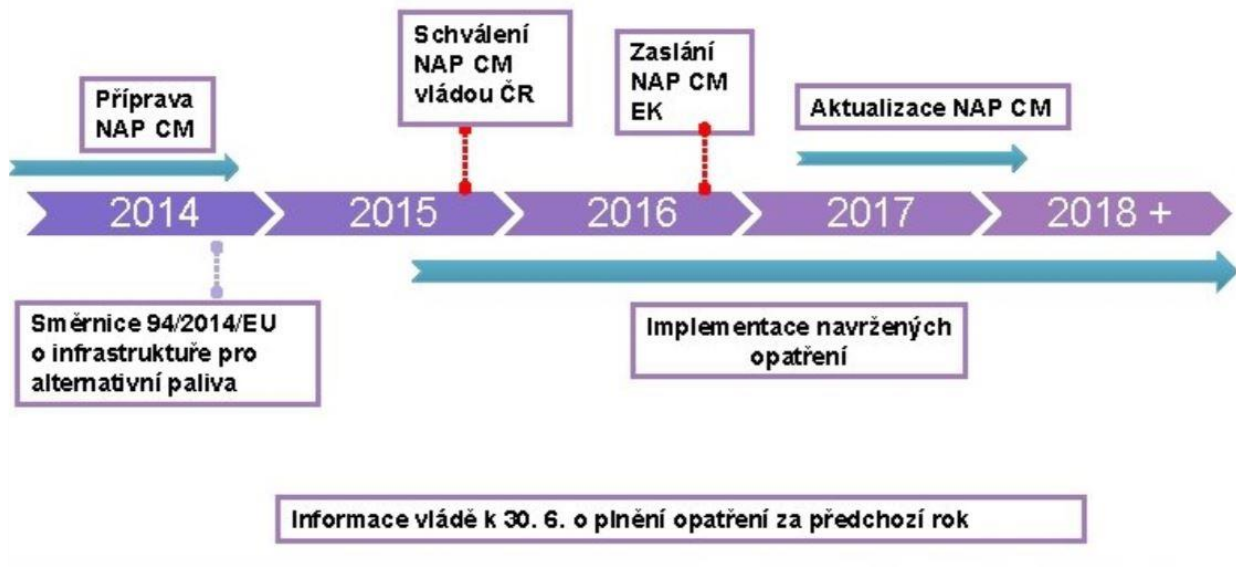 Příprava
NAP CM
Schválení
NAP CM
vládou ČR
Zaslání
NAP CM
EK
Aktualizace NAP CM
2014
2015
2016
2017
2018 +
Směrnice 94/2014/EU
o infrastruktuře pro
alternativní paliva
Implementace navržených
opatření
Informace vládě k 30. 6. o plnění opatření za předchozí rok